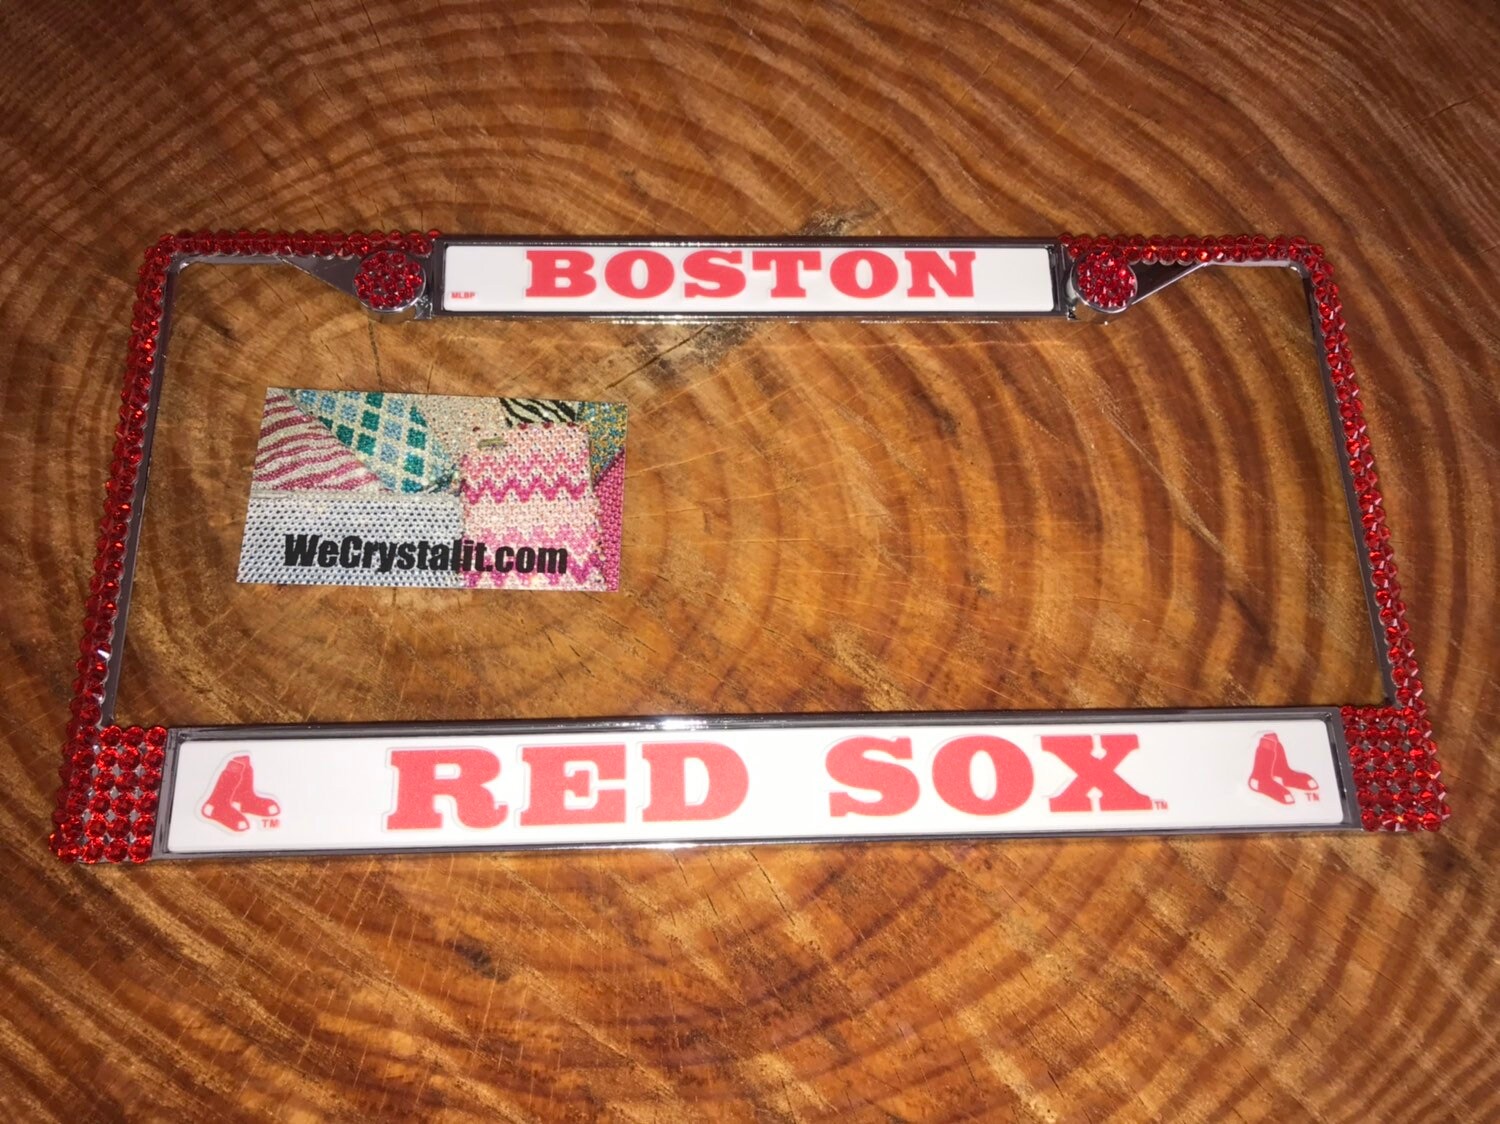 BOSTON
MLBP
WeCrystalit.com
RED SOX TM
TM
TM